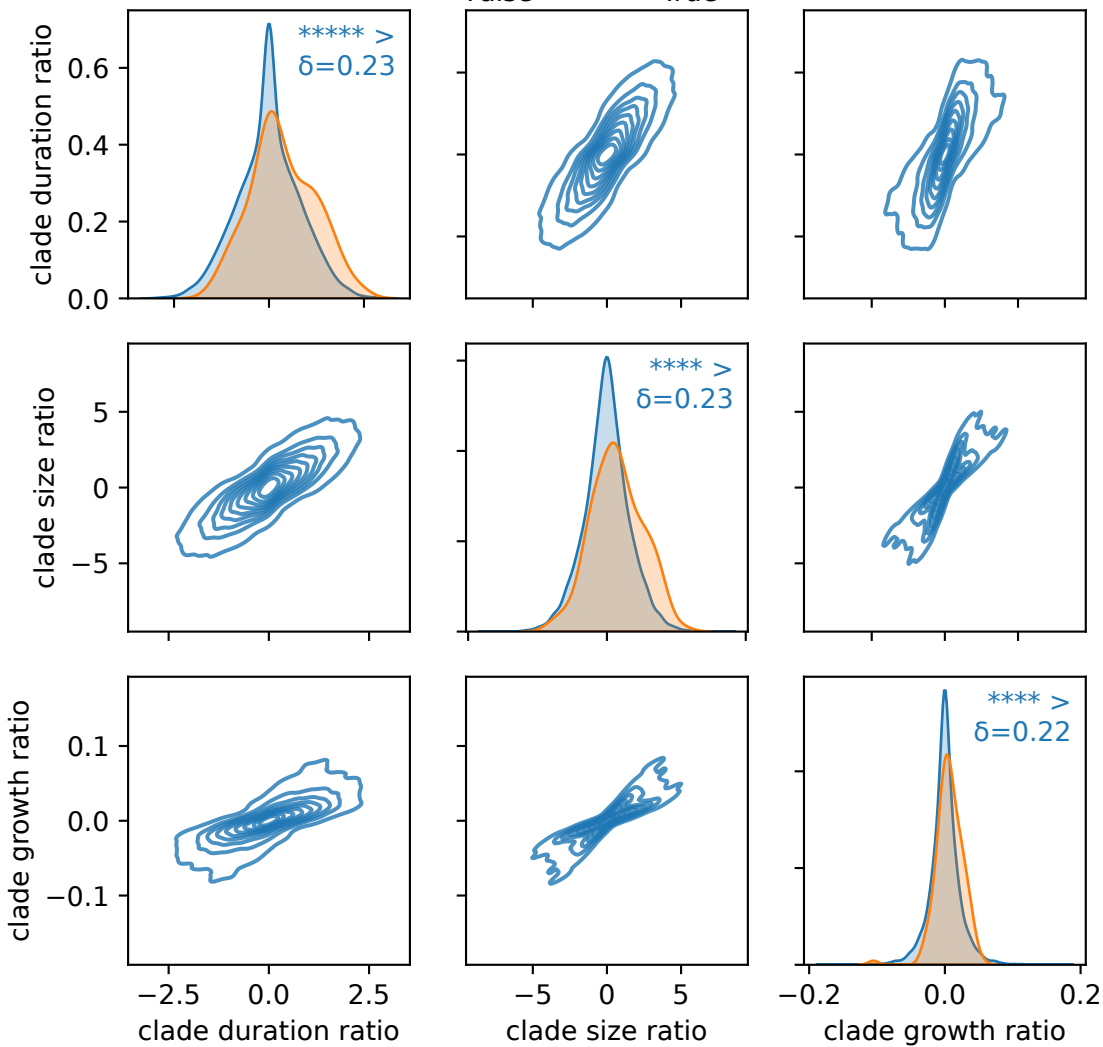 ***** >
δ=0.23
clade duration ratio
0.6
0.4
0.2
0.0
**** >
δ=0.23
clade size ratio
5
0
−5
**** >
δ=0.22
clade growth ratio
0.1
0.0
−0.1
−2.5 0.0 2.5
−5 0 5
−0.2 0.0 0.2
clade duration ratio
clade size ratio
clade growth ratio